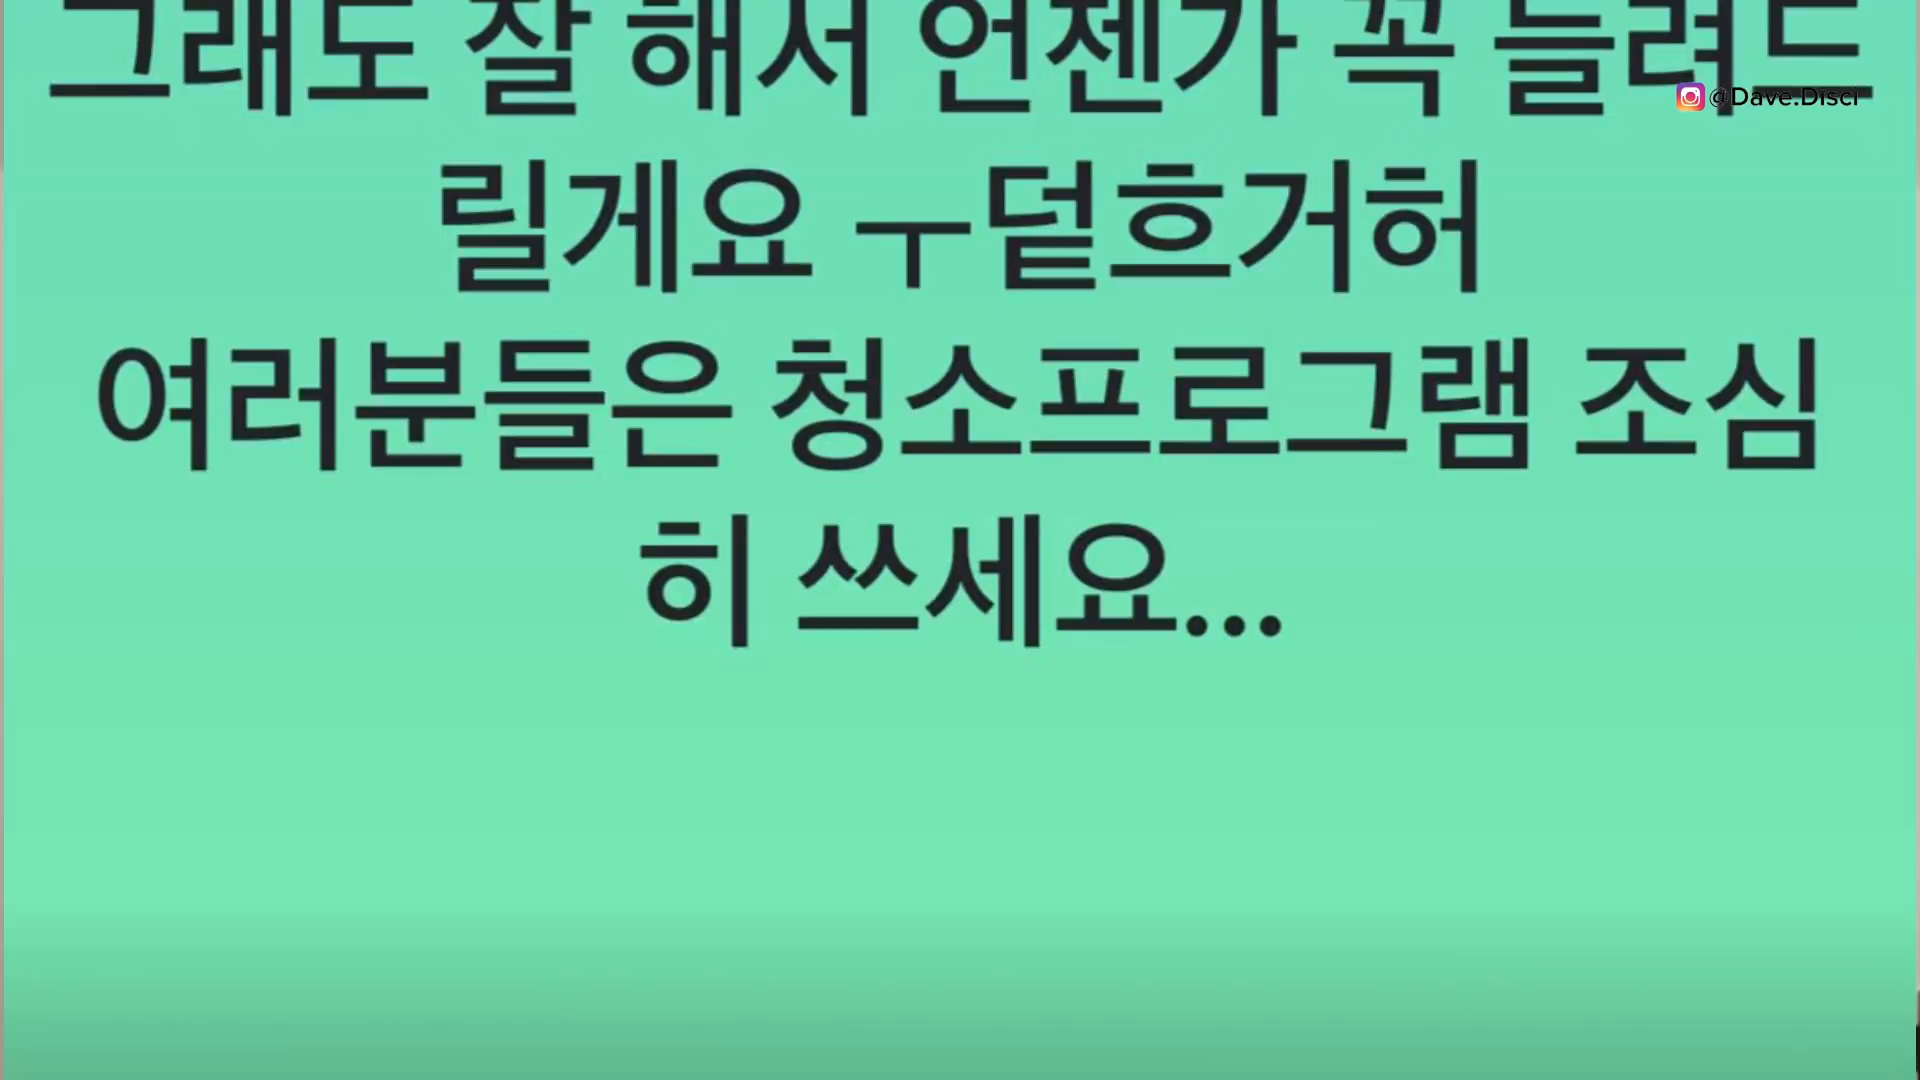 그래도 잘 해서 언젠가 꼭 들려드
@Dave.Disci
릴게요 ㅜ덭흐거허
여러분들은 청소프로그램 조심
히 쓰세요...